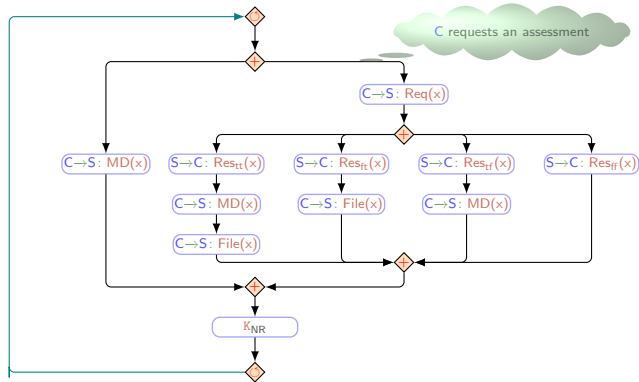 C requests an assessment
C→S: Req(x)
C→S: MD(x)
S→C: Res_tt(x)
S→C: Res_ft(x)
S→C: Res_tf(x)
S→C: Res_ff(x)
C→S: MD(x)
C→S: File(x)
C→S: MD(x)
C→S: File(x)
K_NR